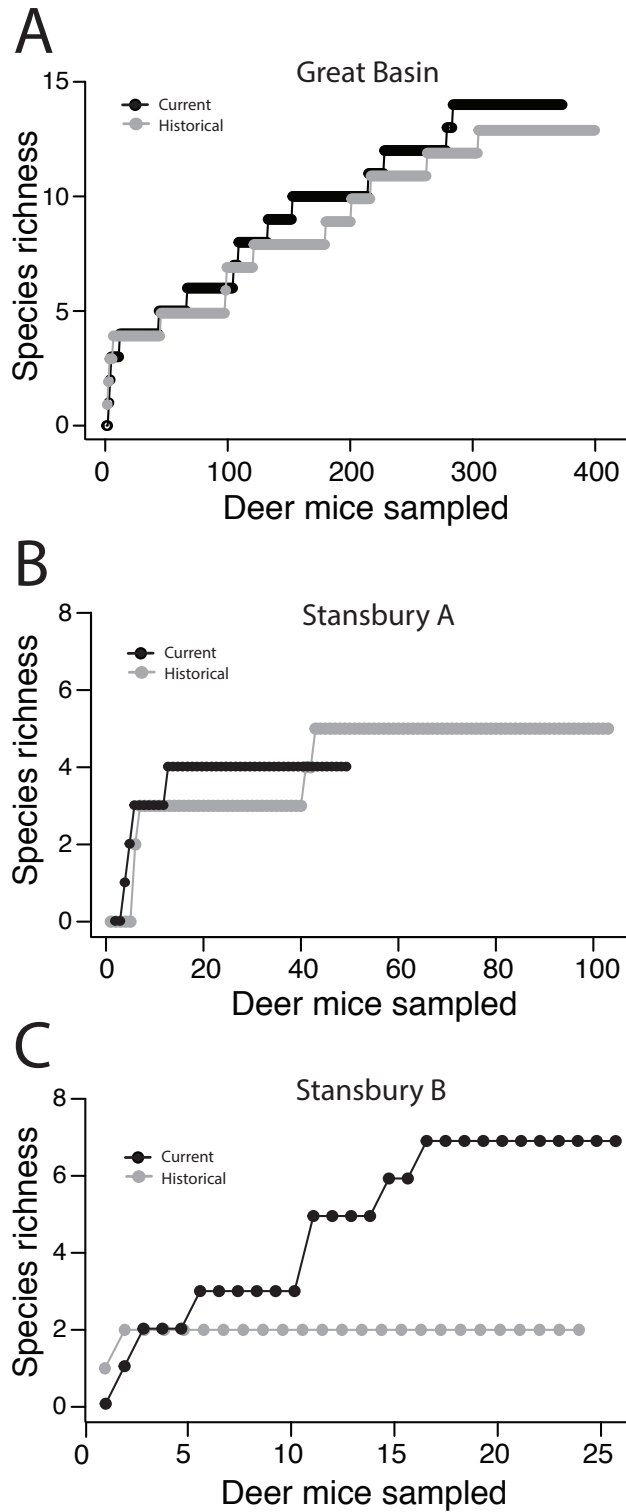 A
Great Basin
Current
Historical
15
10
5
0
Species richness
0 100 200 300 400
Deer mice sampled
B
Stansbury A
Current
Historical
8
6
4
2
0
Species richness
0 20 40 60 80 100
Deer mice sampled
C
Stansbury B
Current
Historical
8
6
4
2
0
Species richness
0 5 10 15 20 25
Deer mice sampled